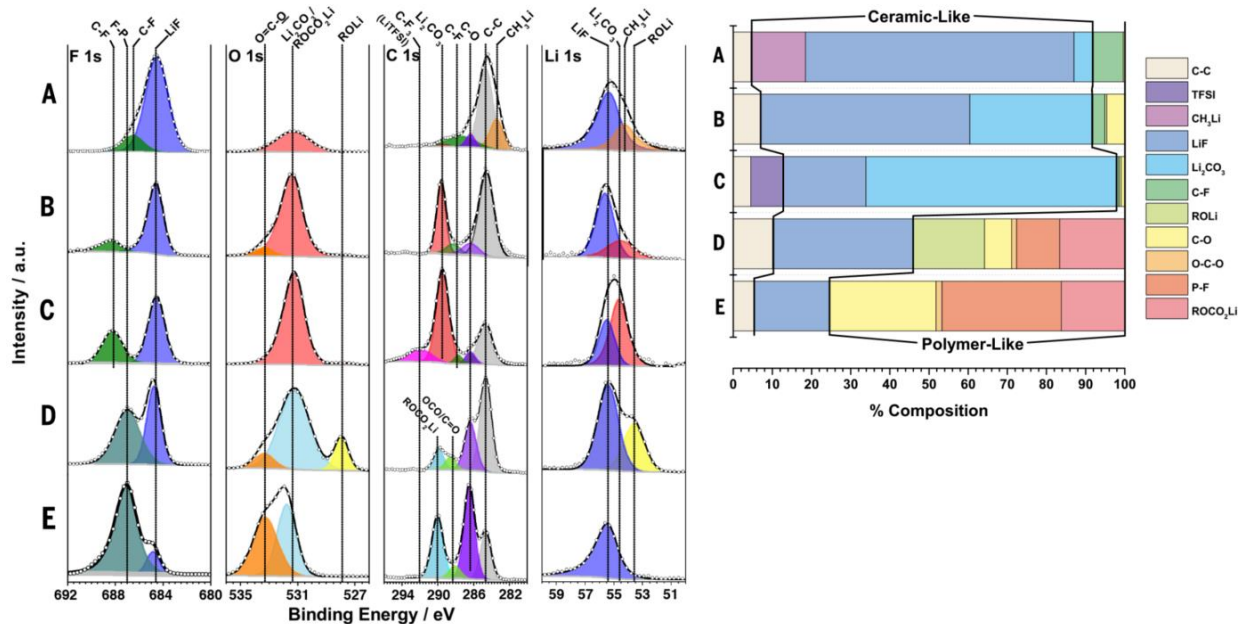 F 1s
C-Fₙ
F-P
C-F
LiF
O 1s
O=C-O
Li₂CO₃/
ROCO₂Li
ROLi
C 1s
C-F₃
(LiTFSI)
Li₂CO₃
C-Fₙ
C-O
C-C
CH₃Li
Li 1s
LiF
Li₂CO₃
CH₃Li
ROLi
A
B
C
D
E
ROCO₂Li
OCO/C=O
Intensity / a.u.
692 688 684 680
535 531 527
294 290 286 282
59 57 55 53 51
Binding Energy / eV
Ceramic-Like
A
B
C
D
E
Polymer-Like
0 10 20 30 40 50 60 70 80 90 100
% Composition
C-C
TFSI
CH₃Li
LiF
Li₂CO₃
C-F
ROLi
C-O
O-C-O
P-F
ROCO₂Li